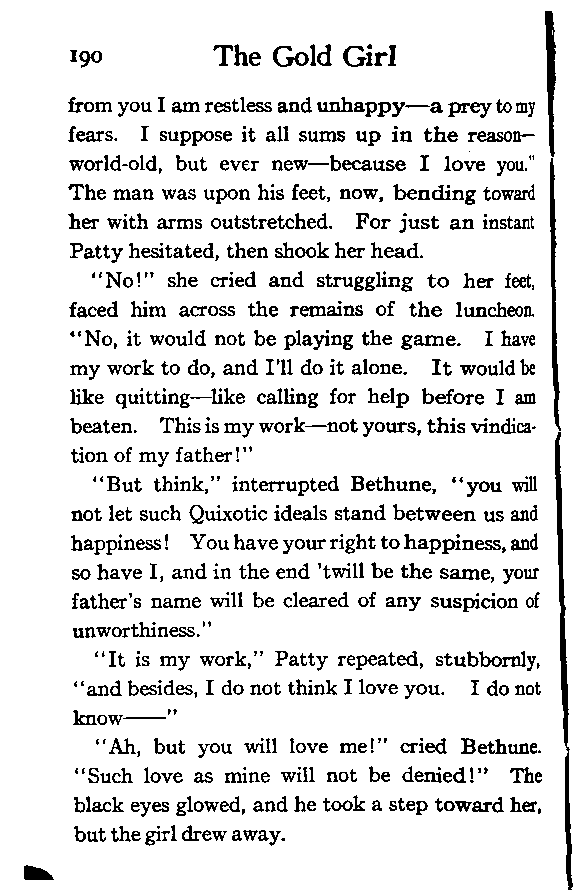 190 The Gold Girl
from you I am restless and unhappy—a prey to my
fears. I suppose it all sums up in the reason—
world-old, but ever new—because I love you."
The man was upon his feet, now, bending toward
her with arms outstretched. For just an instant
Patty hesitated, then shook her head.
"No!" she cried and struggling to her feet,
faced him across the remains of the luncheon.
"No, it would not be playing the game. I have
my work to do, and I'll do it alone. It would be
like quitting—like calling for help before I am
beaten. This is my work—not yours, this vindica-
tion of my father!"
"But think," interrupted Bethune, "you will
not let such Quixotic ideals stand between us and
happiness! You have your right to happiness, and
so have I, and in the end 'twill be the same, your
father's name will be cleared of any suspicion of
unworthiness."
"It is my work," Patty repeated, stubbornly,
"and besides, I do not think I love you. I do not
know——"
"Ah, but you will love me!" cried Bethune.
"Such love as mine will not be denied!" The
black eyes glowed, and he took a step toward her,
but the girl drew away.